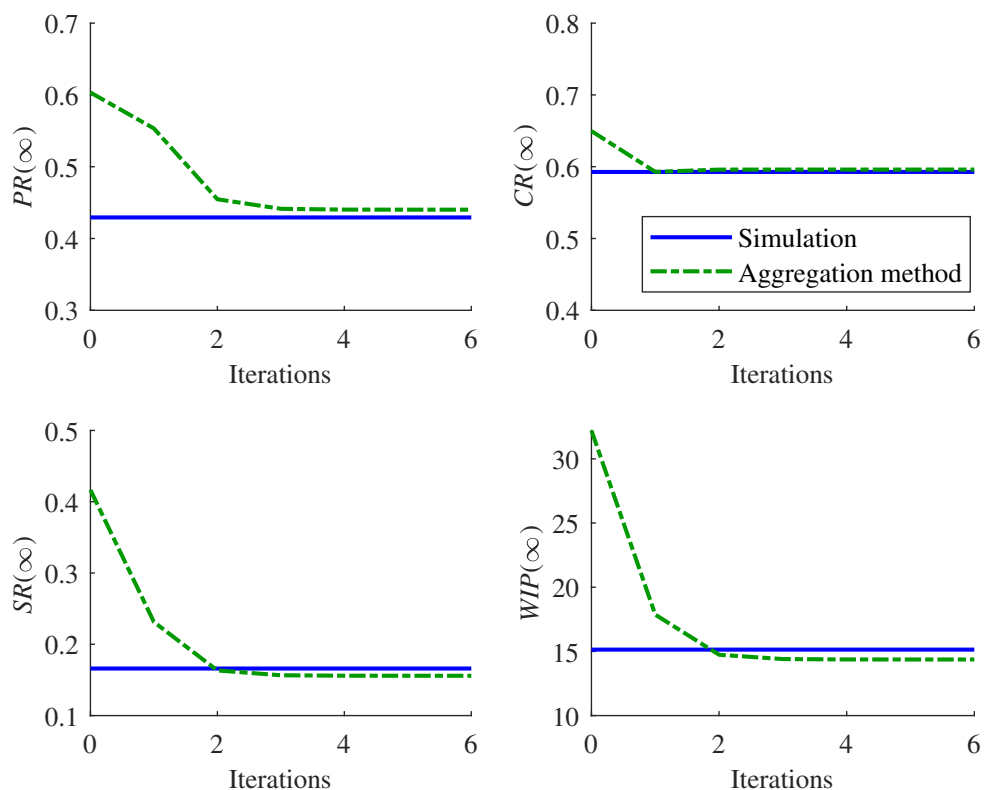 0.7
0.6
0.5
0.4
0.3
PR(∞)
0 2 4 6
Iterations
0.8
0.7
0.6
0.5
0.4
CR(∞)
Simulation
Aggregation method
0 2 4 6
Iterations
0.5
0.4
0.3
0.2
0.1
SR(∞)
0 2 4 6
Iterations
30
25
20
15
10
WIP(∞)
0 2 4 6
Iterations